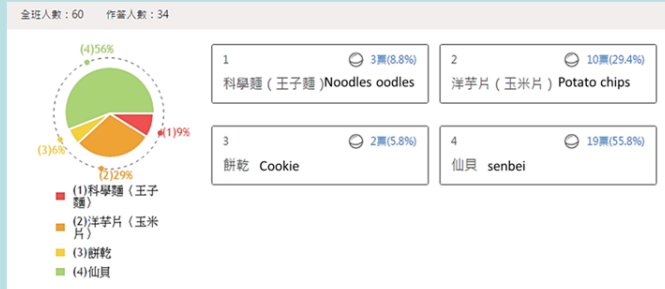 全班人數：60 作答人數：34
(4)56%
(1)9%
(3)6%
(2)29%
(1)科學麵（王子
麵）
(2)洋芋片（玉米
片）
(3)餅乾
(4)仙貝
1 3票(8.8%)
科學麵（王子麵）Noodles oodles
2 10票(29.4%)
洋芋片（玉米片）Potato chips
3 2票(5.8%)
餅乾 Cookie
4 19票(55.8%)
仙貝 senbei